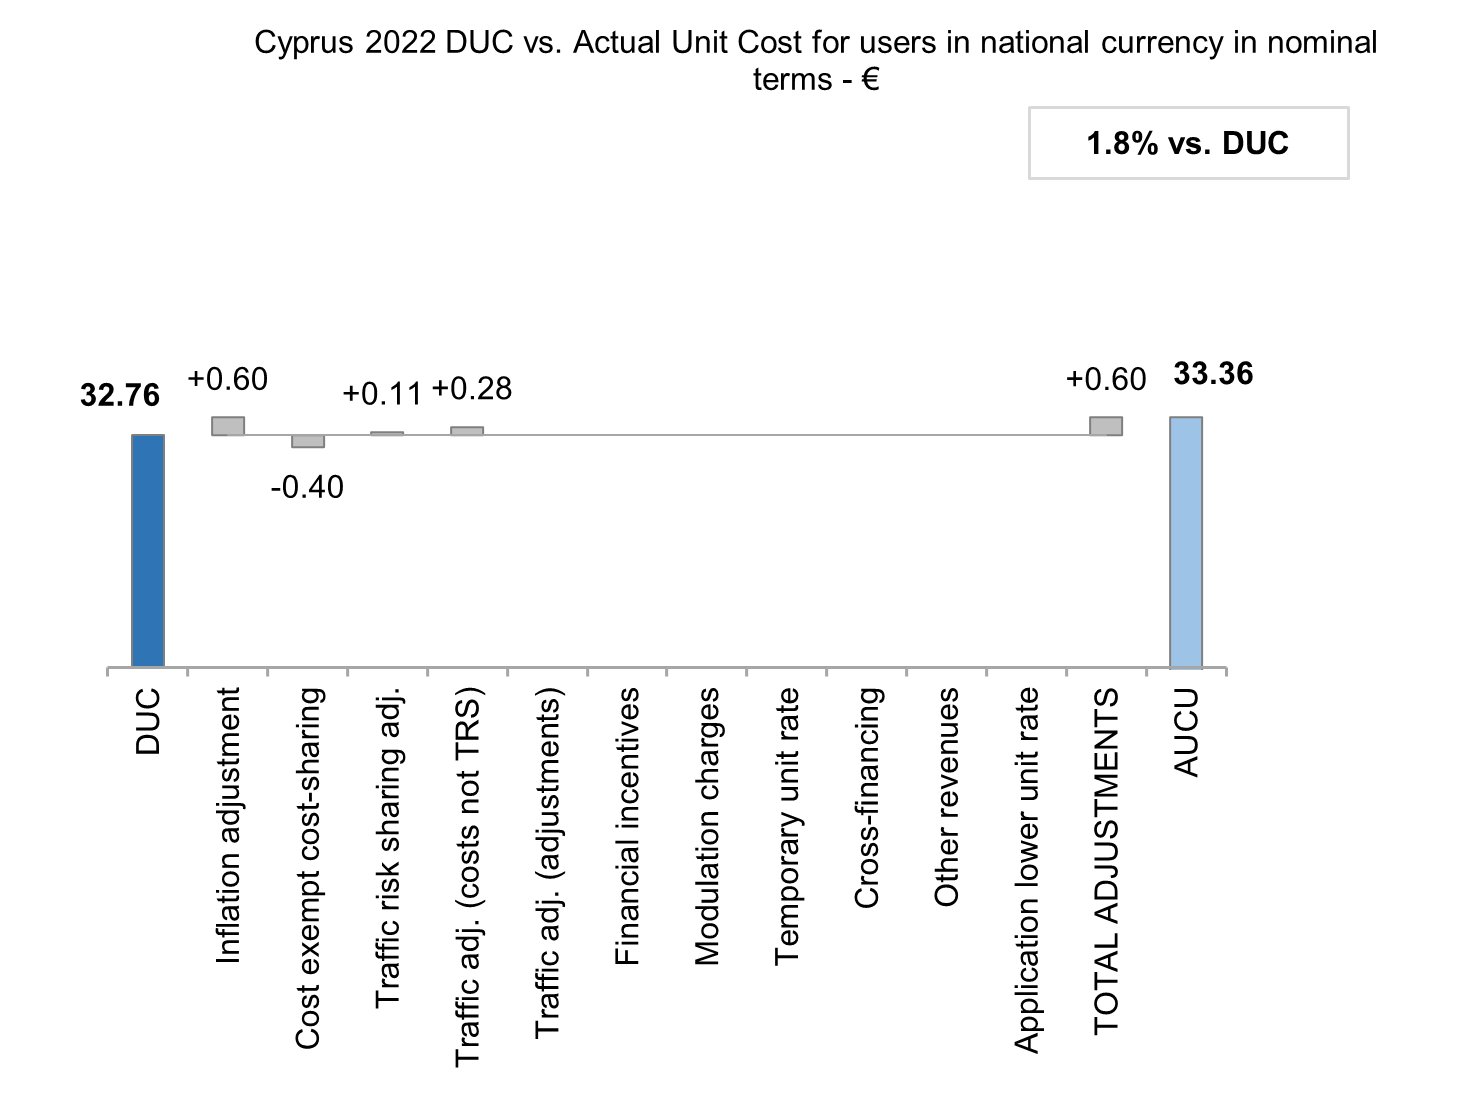 Cyprus 2022 DUC vs. Actual Unit Cost for users in national currency in nominal
terms - €
1.8% vs. DUC
32.76
+0.60
-0.40
+0.11
+0.28
+0.60
33.36
DUC
Inflation adjustment
Cost exempt cost-sharing
Traffic risk sharing adj.
Traffic adj. (costs not TRS)
Traffic adj. (adjustments)
Financial incentives
Modulation charges
Temporary unit rate
Cross-financing
Other revenues
Application lower unit rate
TOTAL ADJUSTMENTS
AUCU